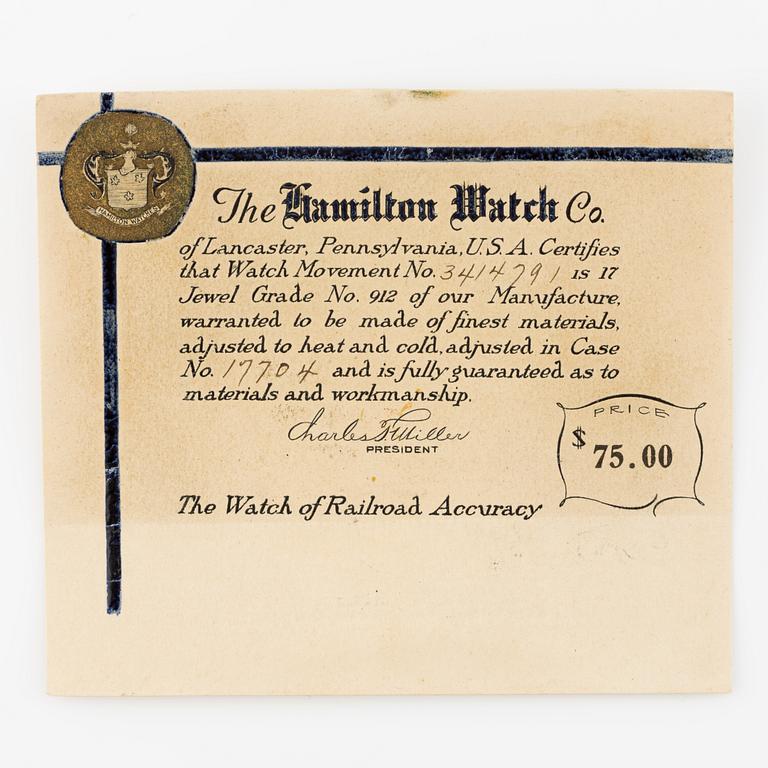 HAMILTON WATCHES
The Hamilton Watch Co.
of Lancaster, Pennsylvania, U.S.A. Certifies
that Watch Movement No. 3414791 is 17
Jewel Grade No. 912 of our Manufacture,
warranted to be made of finest materials,
adjusted to heat and cold, adjusted in Case
No. 17704 and is fully guaranteed as to
materials and workmanship.
Charles F Miller
PRESIDENT
PRICE
$ 75.00
The Watch of Railroad Accuracy